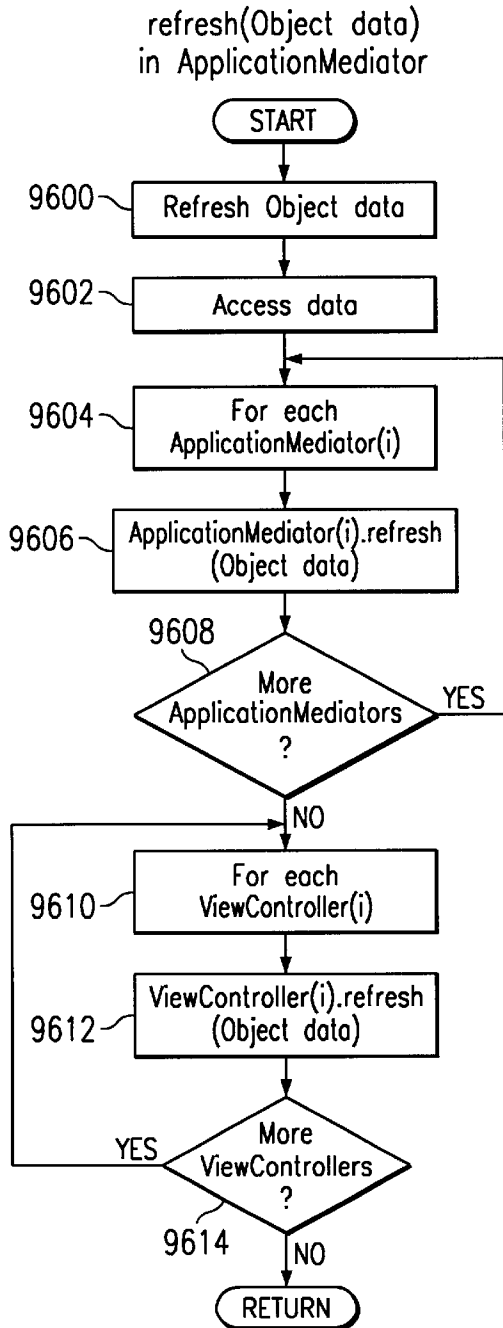 refresh(Object data)
in ApplicationMediator
START
9600
Refresh Object data
9602
Access data
9604
For each
ApplicationMediator(i)
9606
ApplicationMediator(i).refresh
(Object data)
9608
More
ApplicationMediators
?
YES
NO
9610
For each
ViewController(i)
9612
ViewController(i).refresh
(Object data)
YES
More
ViewControllers
?
9614
NO
RETURN